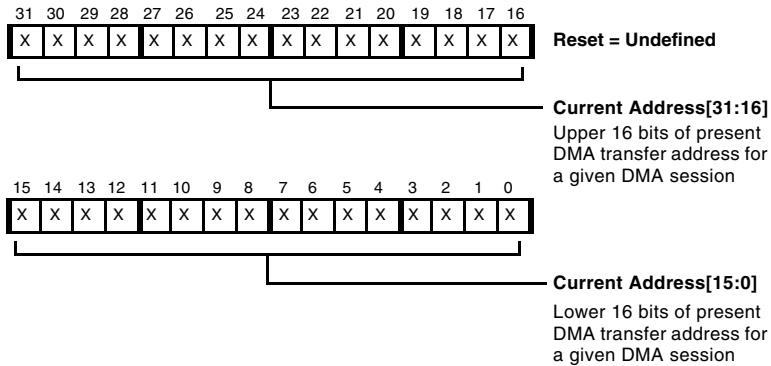 31 30 29 28 27 26 25 24 23 22 21 20 19 18 17 16
X X X X X X X X X X X X X X X X
Reset = Undefined
Current Address[31:16]
Upper 16 bits of present
DMA transfer address for
a given DMA session
15 14 13 12 11 10 9 8 7 6 5 4 3 2 1 0
X X X X X X X X X X X X X X X X
Current Address[15:0]
Lower 16 bits of present
DMA transfer address for
a given DMA session